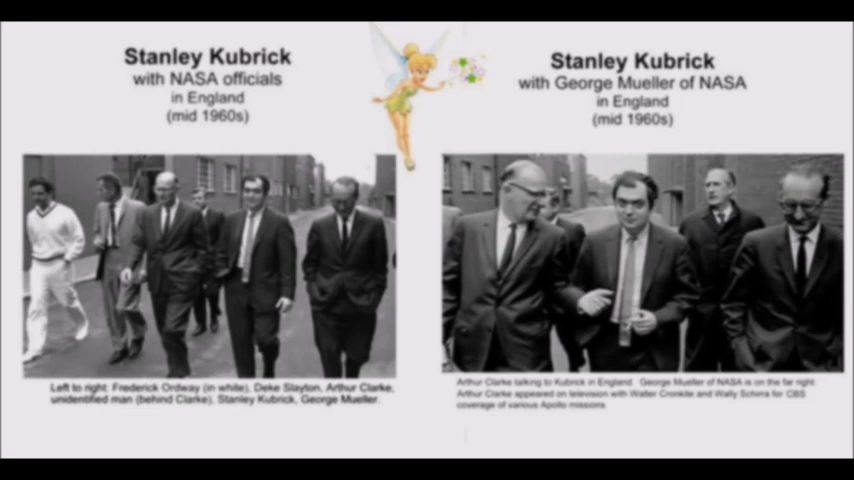 Stanley Kubrick
with NASA officials
in England
(mid 1960s)
Left to right: Frederick Ordway (in white), Deke Slayton, Arthur Clarke,
unidentified man (behind Clarke), Stanley Kubrick, George Mueller.
Stanley Kubrick
with George Mueller of NASA
in England
(mid 1960s)
Arthur Clarke talking to Kubrick in England. George Mueller of NASA is on the far right.
Arthur Clarke appeared on television with Walter Cronkite and Wally Schirra for CBS
coverage of various Apollo missions.